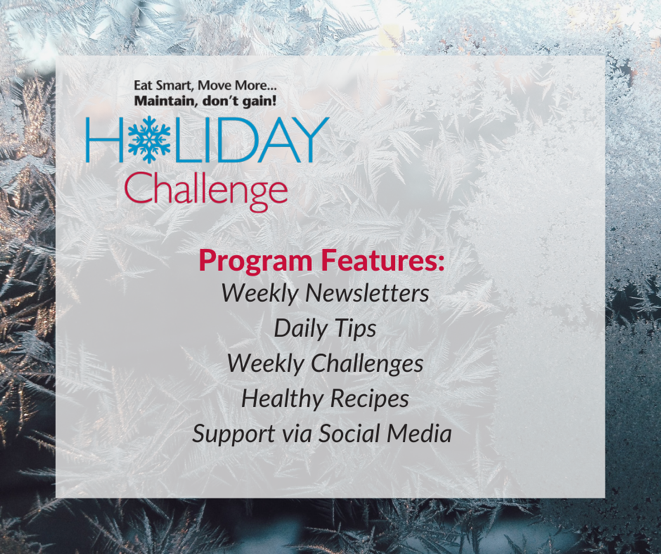 Eat Smart, Move More...
Maintain, don't gain!
HOLIDAY
Challenge
Program Features:
Weekly Newsletters
Daily Tips
Weekly Challenges
Healthy Recipes
Support via Social Media